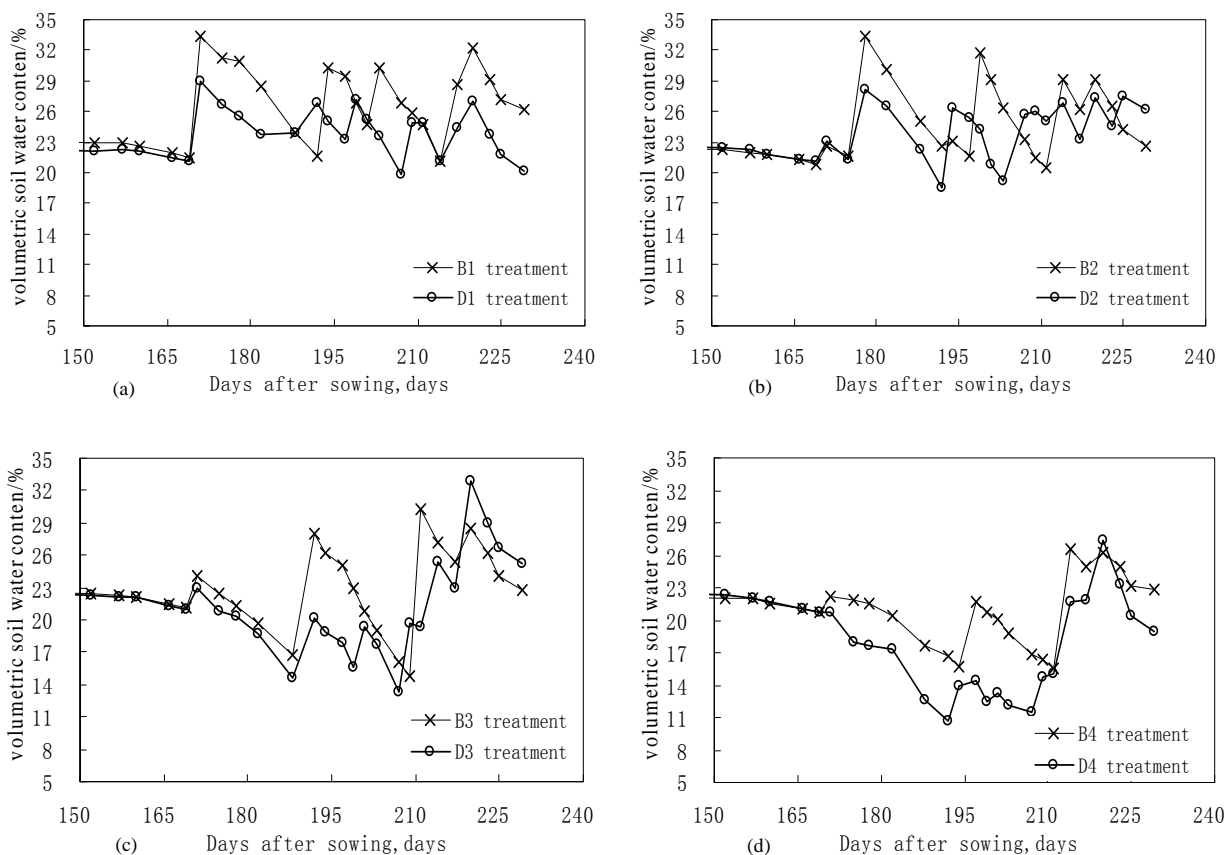 volumetric soil water conten/%
35
32
29
26
23
20
17
14
11
8
5
B1 treatment
D1 treatment
150 165 180 195 210 225 240
Days after sowing,days
(a)
volumetric soil water conten/%
35
32
29
26
23
20
17
14
11
8
5
B2 treatment
D2 treatment
150 165 180 195 210 225 240
Days after sowing,days
(b)
volumetric soil water conten/%
35
32
29
26
23
20
17
14
11
8
5
B3 treatment
D3 treatment
150 165 180 195 210 225 240
Days after sowing,days
(c)
volumetric soil water conten/%
35
32
29
26
23
20
17
14
11
8
5
B4 treatment
D4 treatment
150 165 180 195 210 225 240
Days after sowing,days
(d)